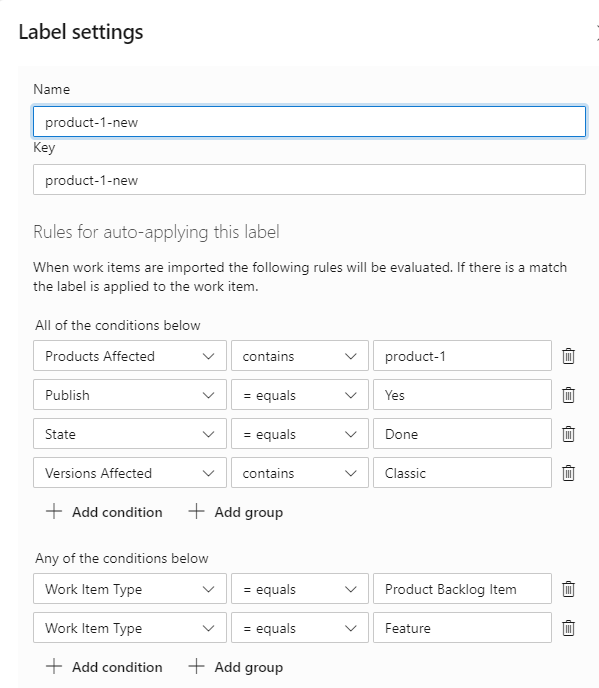 Label settings
Name
product-1-new
Key
product-1-new
Rules for auto-applying this label
When work items are imported the following rules will be evaluated. If there is a match
the label is applied to the work item.
All of the conditions below
Products Affected contains product-1
Publish = equals Yes
State = equals Done
Versions Affected contains Classic
Add condition Add group
Any of the conditions below
Work Item Type = equals Product Backlog Item
Work Item Type = equals Feature
Add condition Add group